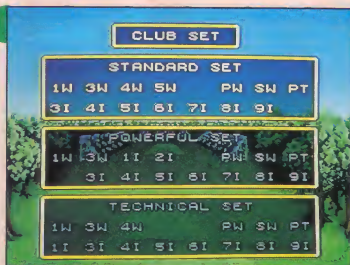 CLUB SET
STANDARD SET
1W 3W 4W 5W PW SW PT
3I 4I 5I 6I 7I 8I 9I
POWERFUL SET
1W 3W 1I 2I PW SW PT
3I 4I 5I 6I 7I 8I 9I
TECHNICAL SET
1W 3W 4W PW SW PT
1I 3I 4I 5I 6I 7I 8I 9I